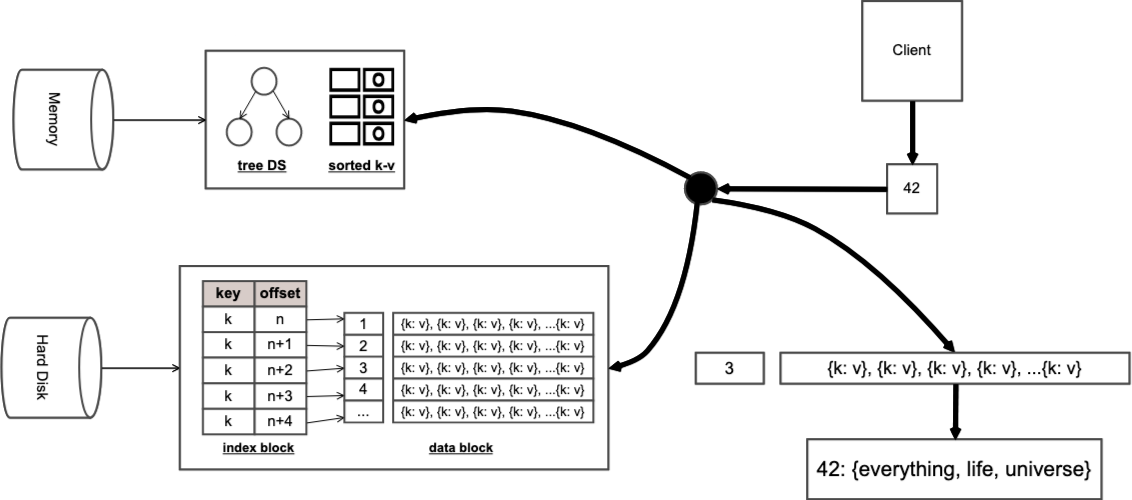 Client
Memory
O
O
O
tree DS
sorted k-v
42
key offset
k n
k n+1
k n+2
k n+3
k n+4
1 {k: v}, {k: v}, {k: v}, {k: v}, ...{k: v}
2 {k: v}, {k: v}, {k: v}, {k: v}, ...{k: v}
3 {k: v}, {k: v}, {k: v}, {k: v}, ...{k: v}
4 {k: v}, {k: v}, {k: v}, {k: v}, ...{k: v}
... {k: v}, {k: v}, {k: v}, {k: v}, ...{k: v}
index block
data block
Hard Disk
3
{k: v}, {k: v}, {k: v}, {k: v}, ...{k: v}
42: {everything, life, universe}